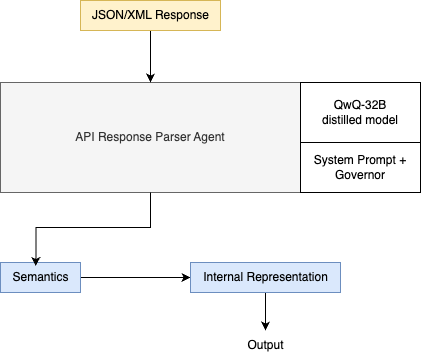 JSON/XML Response
API Response Parser Agent
QwQ-32B
distilled model
System Prompt +
Governor
Semantics
Internal Representation
Output